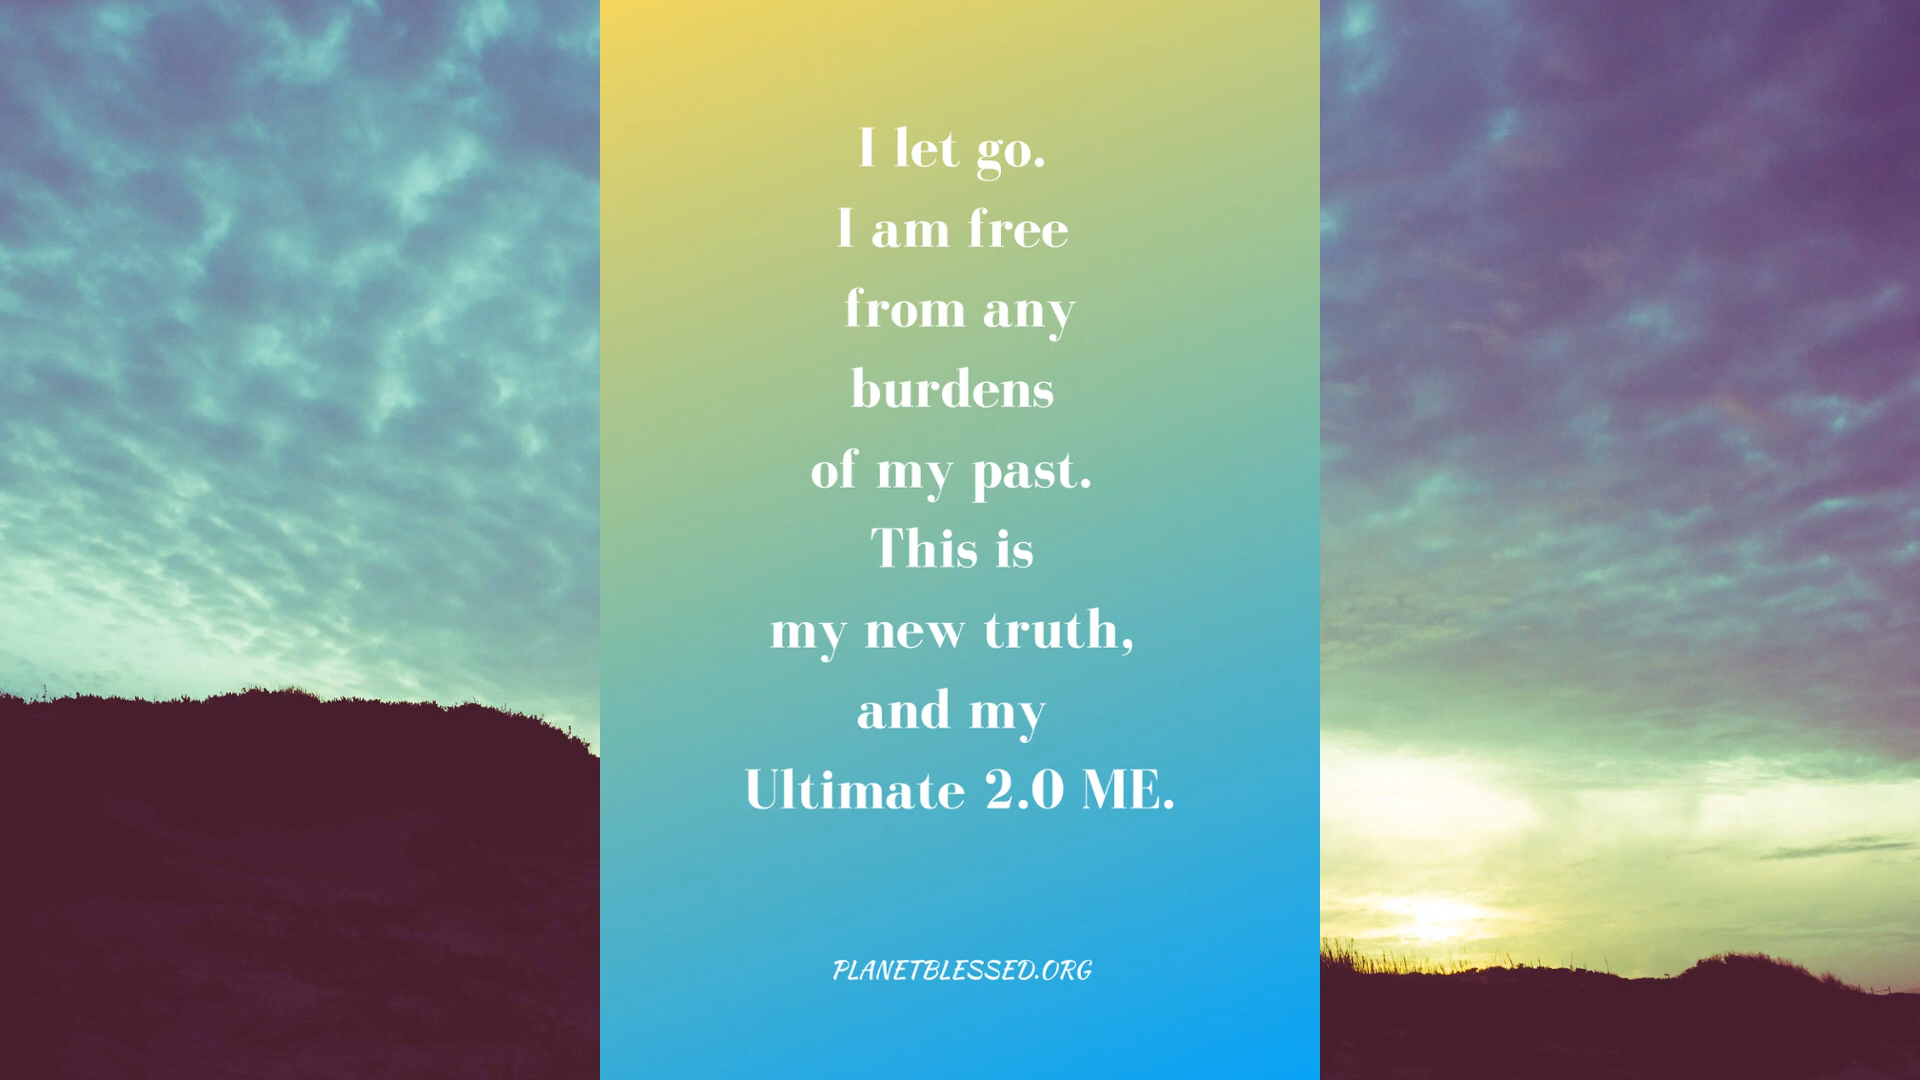 I let go.
I am free
from any
burdens
of my past.
This is
my new truth,
and my
Ultimate 2.0 ME.
PLANETBLESSED.ORG